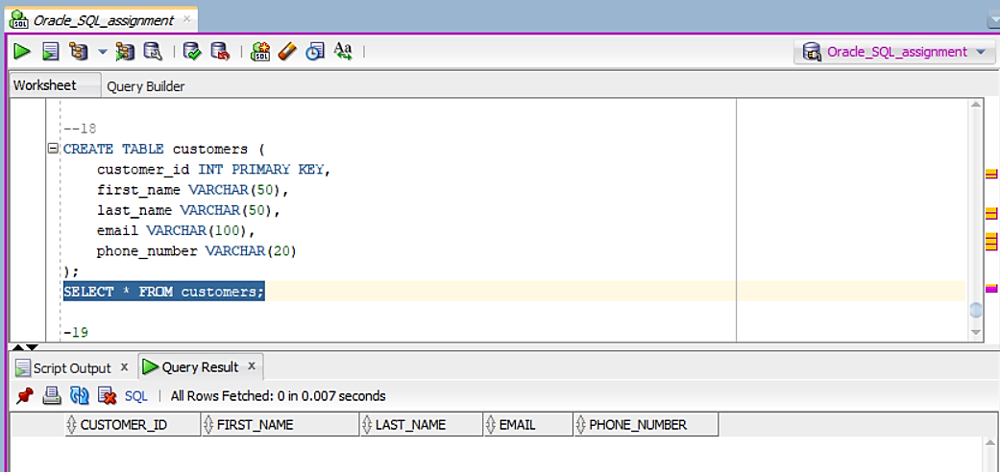 Oracle_SQL_assignment
Oracle_SQL_assignment
Worksheet Query Builder
--18
CREATE TABLE customers (
customer_id INT PRIMARY KEY,
first_name VARCHAR(50),
last_name VARCHAR(50),
email VARCHAR(100),
phone_number VARCHAR(20)
);
SELECT * FROM customers;
-19
Script Output x Query Result x
SQL | All Rows Fetched: 0 in 0.007 seconds
CUSTOMER_ID FIRST_NAME LAST_NAME EMAIL PHONE_NUMBER